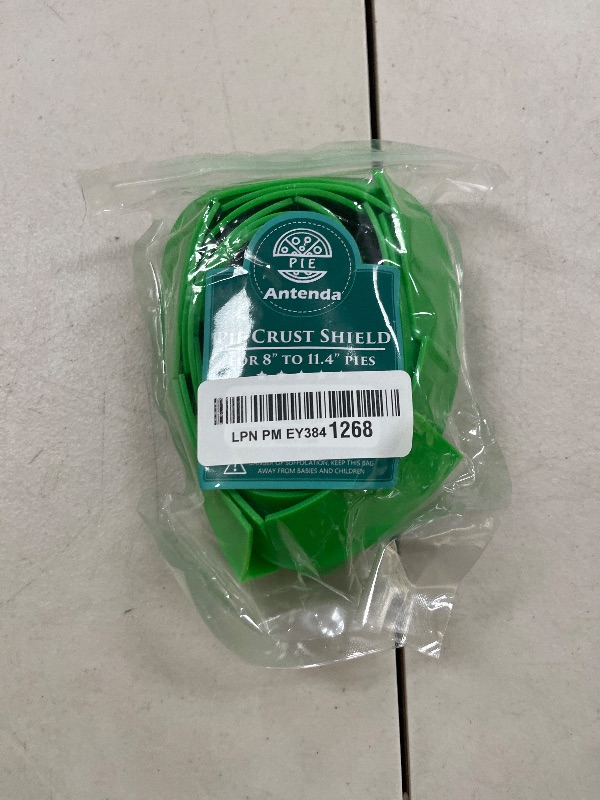 PIE
Antenda
PIE CRUST SHIELD
FOR 8" TO 11.4" PIES
LPN PM EY384 1268
DANGER OF SUFFOCATION, KEEP THIS BAG
AWAY FROM BABIES AND CHILDREN